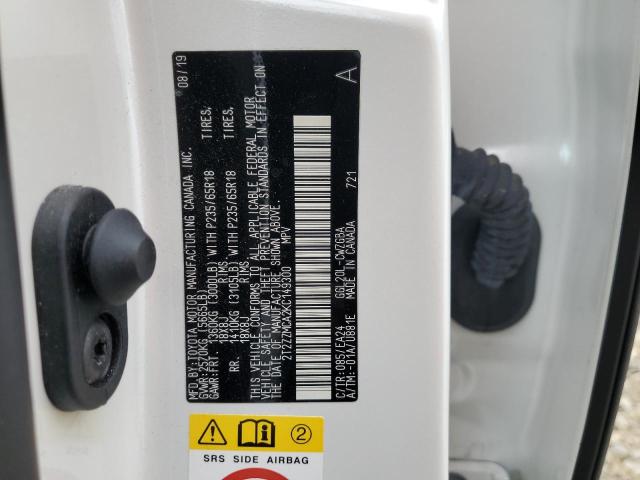 MFD. BY: TOYOTA MOTOR MANUFACTURING CANADA INC. 08/19
GVWR: 2570KG (5665LB)
GAWR: FRT. 1360KG (3000LB) WITH P235/65R18 TIRES,
18X8J RIMS
RR. 1410KG (3105LB) WITH P235/65R18 TIRES,
18X8J RIMS
THIS VEHICLE CONFORMS TO ALL APPLICABLE FEDERAL MOTOR
VEHICLE SAFETY AND THEFT PREVENTION STANDARDS IN EFFECT ON
THE DATE OF MANUFACTURE SHOWN ABOVE.
2T2ZZMCA2KC149300 MPV
A
C/TR: 085/EA24 GGL20L-CWZGBA
A/TM: -01A/U881E MADE IN CANADA 721
2
SRS SIDE AIRBAG